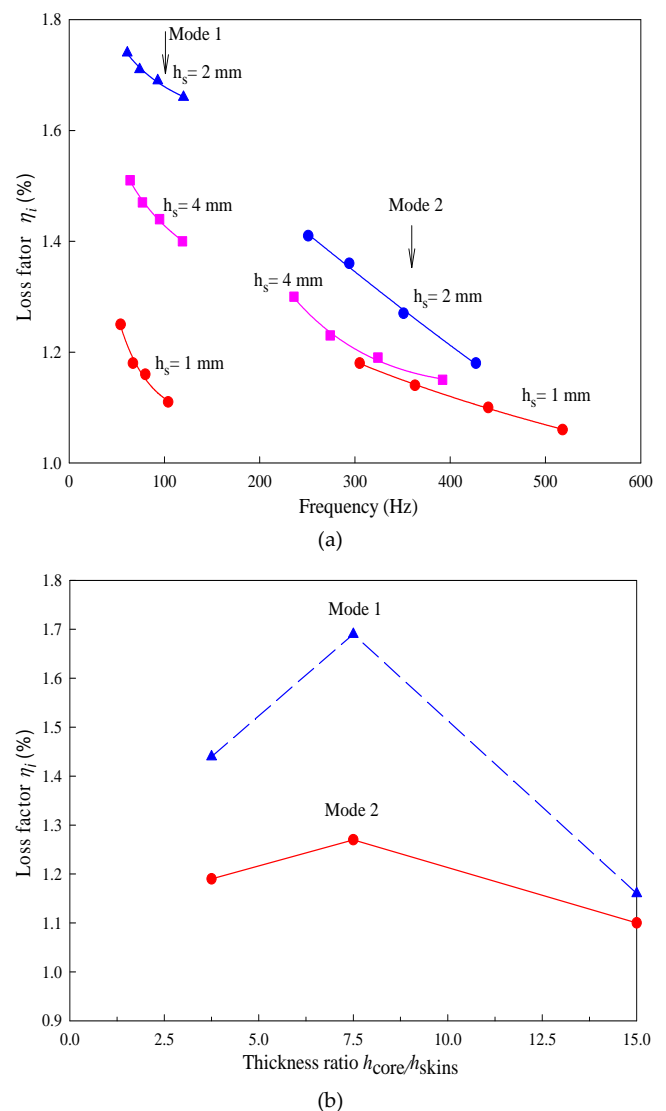 1.8
Mode 1
hs= 2 mm
1.6
hs= 4 mm
Mode 2
1.4
hs= 4 mm
hs= 2 mm
1.2
hs= 1 mm
hs= 1 mm
1.0
0 100 200 300 400 500 600
Loss fator ηi (%)
Frequency (Hz)
(a)
1.8
Mode 1
1.7
1.6
1.5
1.4
Mode 2
1.3
1.2
1.1
1.0
0.9
0.0 2.5 5.0 7.5 10.0 12.5 15.0
Loss factor ηi (%)
Thickness ratio hcore/hskins
(b)